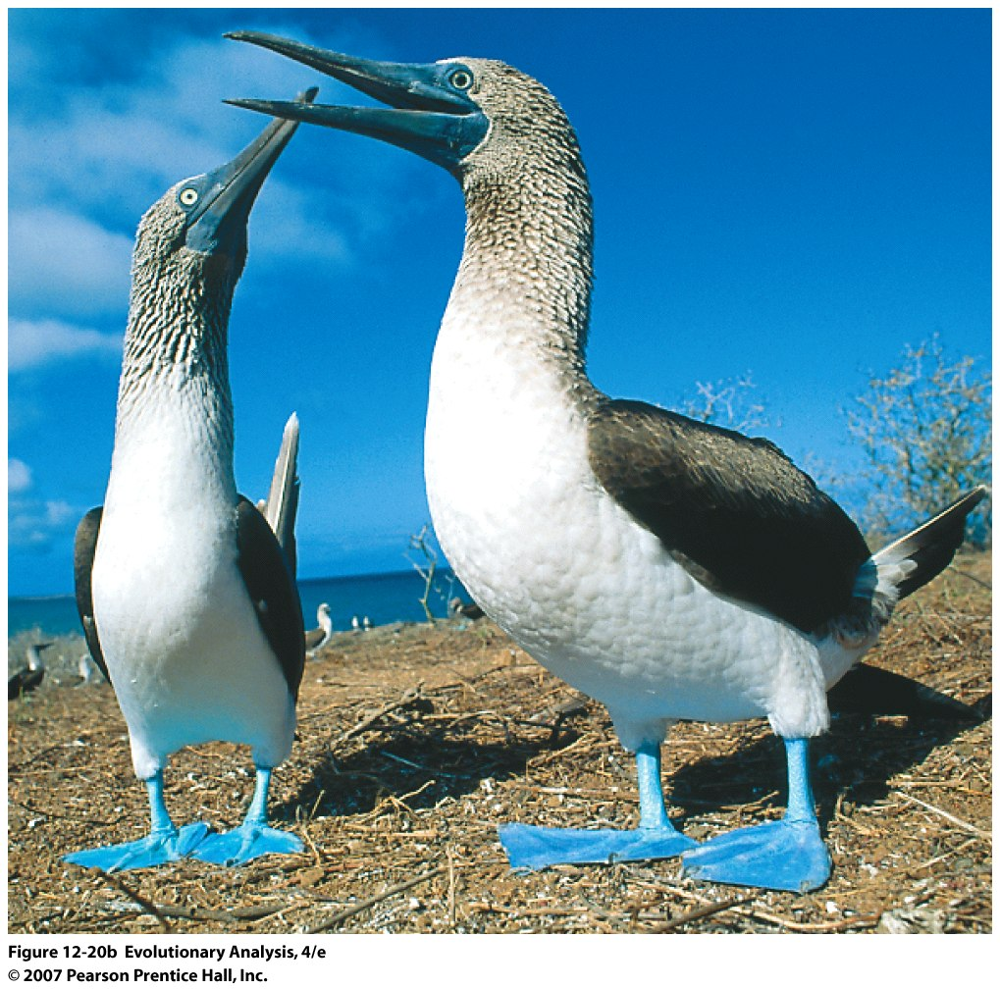 Figure 12-20b Evolutionary Analysis, 4/e
© 2007 Pearson Prentice Hall, Inc.